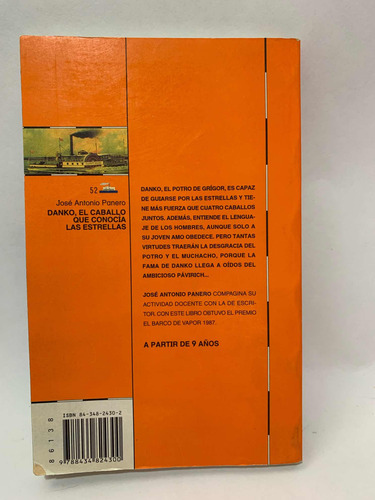 52
José Antonio Panero
DANKO, EL CABALLO
QUE CONOCÍA
LAS ESTRELLAS
DANKO, EL POTRO DE GRÍGOR, ES CAPAZ
DE GUIARSE POR LAS ESTRELLAS Y TIE-
NE MÁS FUERZA QUE CUATRO CABALLOS
JUNTOS. ADEMÁS, ENTIENDE EL LENGUA-
JE DE LOS HOMBRES, AUNQUE SOLO A
SU JOVEN AMO OBEDECE. PERO TANTAS
VIRTUDES TRAERÁN LA DESGRACIA DEL
POTRO Y EL MUCHACHO, PORQUE LA
FAMA DE DANKO LLEGA A OÍDOS DEL
AMBICIOSO PÁVIRICH...
JOSÉ ANTONIO PANERO COMPAGINA SU
ACTIVIDAD DOCENTE CON LA DE ESCRI-
TOR. CON ESTE LIBRO OBTUVO EL PREMIO
EL BARCO DE VAPOR 1987.
A PARTIR DE 9 AÑOS
ISBN 84-348-2430-2
9788434824300
86138